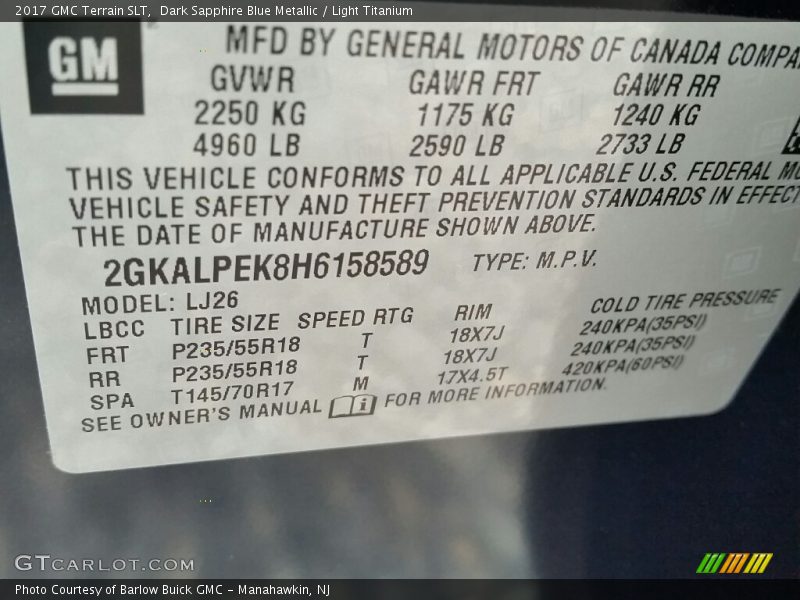 2017 GMC Terrain SLT, Dark Sapphire Blue Metallic / Light Titanium
GM
MFD BY GENERAL MOTORS OF CANADA
GVWR GAWR FRT GAWR RR
2250 KG 1175 KG 1240 KG
4960 LB 2590 LB 2733 LB
THIS VEHICLE CONFORMS TO ALL APPLICABLE U.S. FEDERAL
VEHICLE SAFETY AND THEFT PREVENTION STANDARDS IN EFFECT
THE DATE OF MANUFACTURE SHOWN ABOVE.
2GKALPEK8H6158589 TYPE: M.P.V.
MODEL: LJ26
LBCC TIRE SIZE SPEED RTG RIM COLD TIRE PRESSURE
FRT P235/55R18 T 18X7J 240KPA(35PSI)
RR P235/55R18 T 18X7J 240KPA(35PSI)
SPA T145/70R17 M 17X4.5T 420KPA(60PSI)
SEE OWNER'S MANUAL FOR MORE INFORMATION.
GTCARLOT.COM
Photo Courtesy of Barlow Buick GMC - Manahawkin, NJ